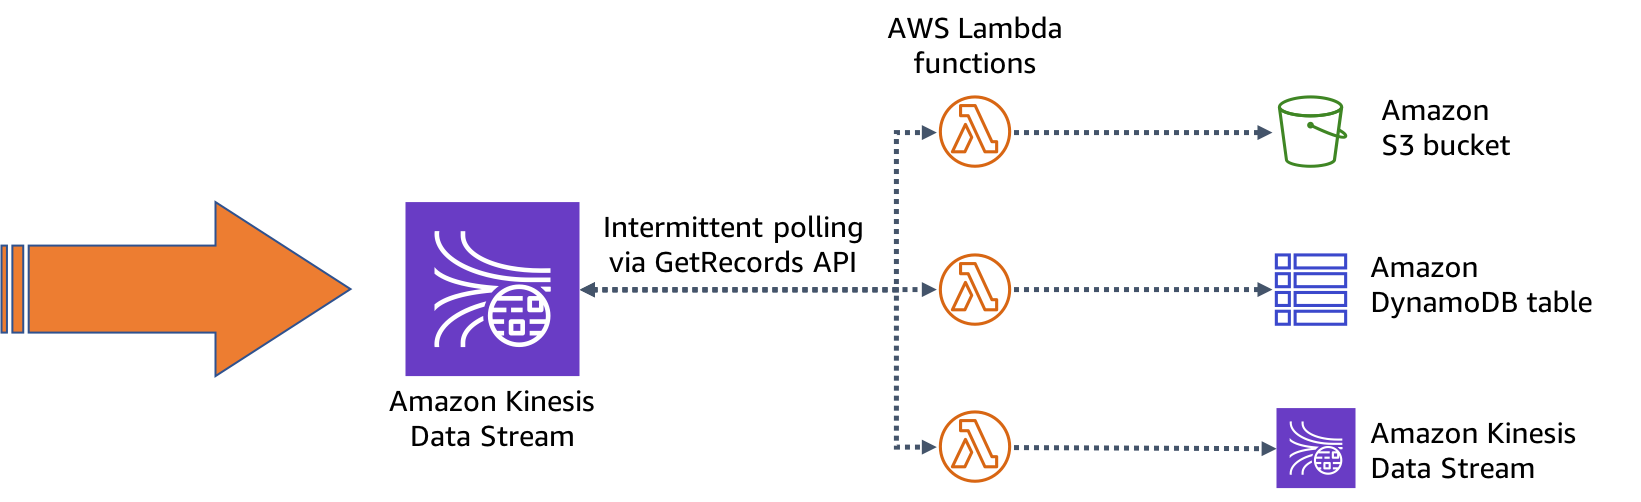 AWS Lambda
functions
Amazon
S3 bucket
Intermittent polling
via GetRecords API
Amazon
DynamoDB table
Amazon Kinesis
Data Stream
Amazon Kinesis
Data Stream